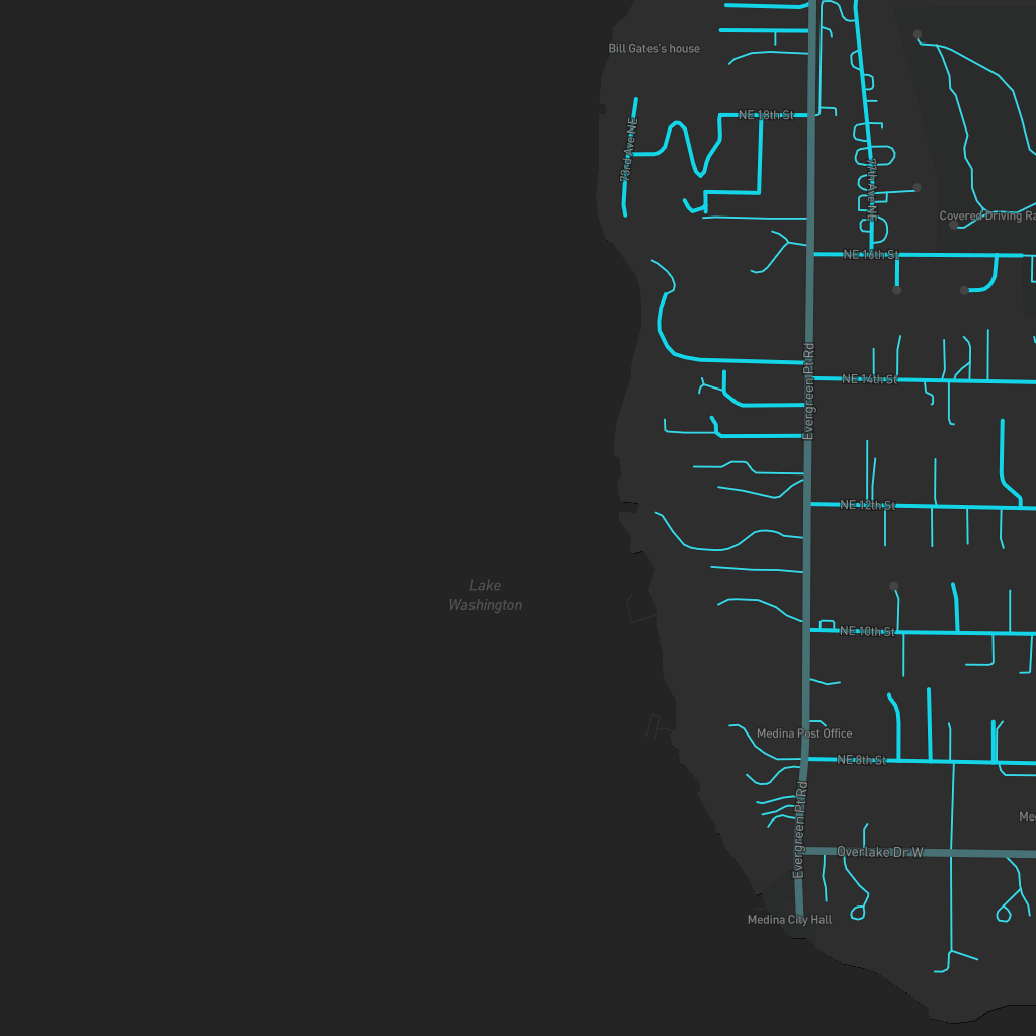 Bill Gates's house
NE 18th St
73rd Ave NE
77th Ave NE
Covered Driving Ra
NE 16th St
Evergreen Pt Rd
NE 14th St
NE 12th St
Lake
Washington
NE 10th St
Medina Post Office
NE 8th St
Evergreen Pt Rd
Me
Overlake Dr W
Medina City Hall